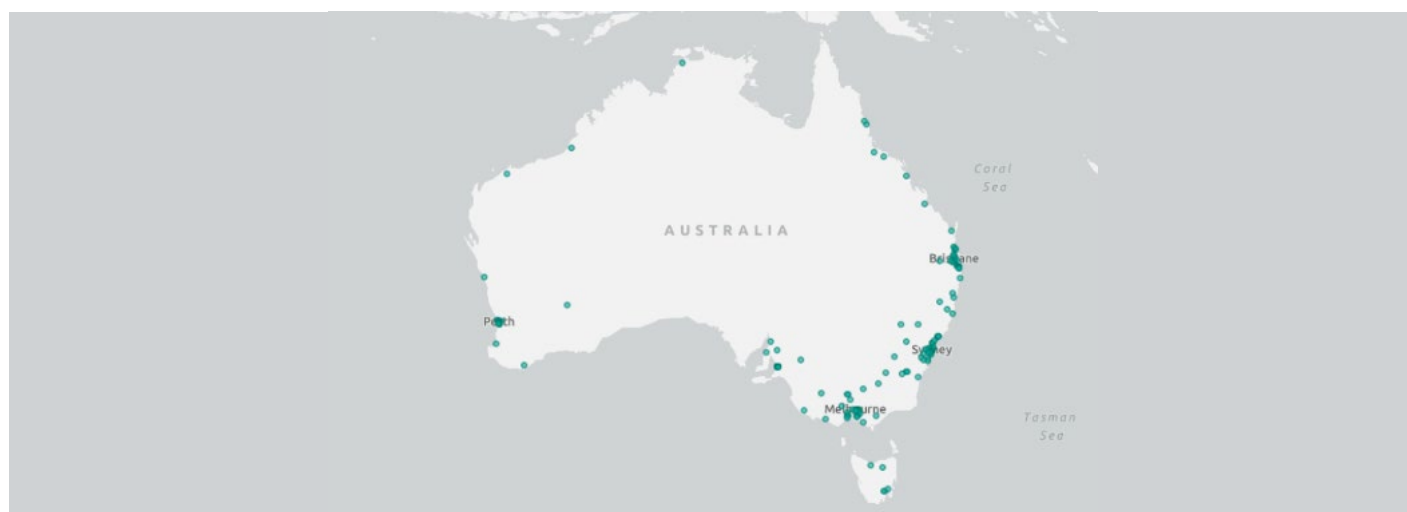 Coral
Sea
AUSTRALIA
Brisbane
Perth
Sydney
Melbourne
Tasman
Sea